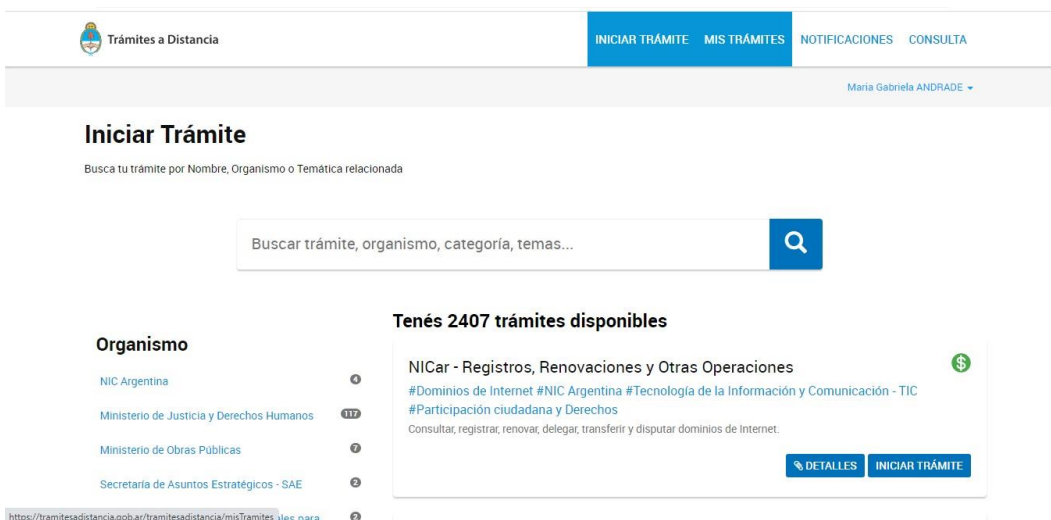 Trámites a Distancia
INICIAR TRÁMITE MIS TRÁMITES NOTIFICACIONES CONSULTA
Maria Gabriela ANDRADE
Iniciar Trámite
Busca tu trámite por Nombre, Organismo o Temática relacionada
Buscar trámite, organismo, categoría, temas...
Tenés 2407 trámites disponibles
Organismo
NIC Argentina 4
Ministerio de Justicia y Derechos Humanos 117
Ministerio de Obras Públicas 7
Secretaría de Asuntos Estratégicos - SAE 2
les para 2
NICar - Registros, Renovaciones y Otras Operaciones $
#Dominios de Internet #NIC Argentina #Tecnología de la Información y Comunicación - TIC
#Participación ciudadana y Derechos
Consultar, registrar, renovar, delegar, transferir y disputar dominios de Internet.
DETALLES INICIAR TRÁMITE
https://tramitesadistancia.gob.ar/tramitesadistancia/misTramites